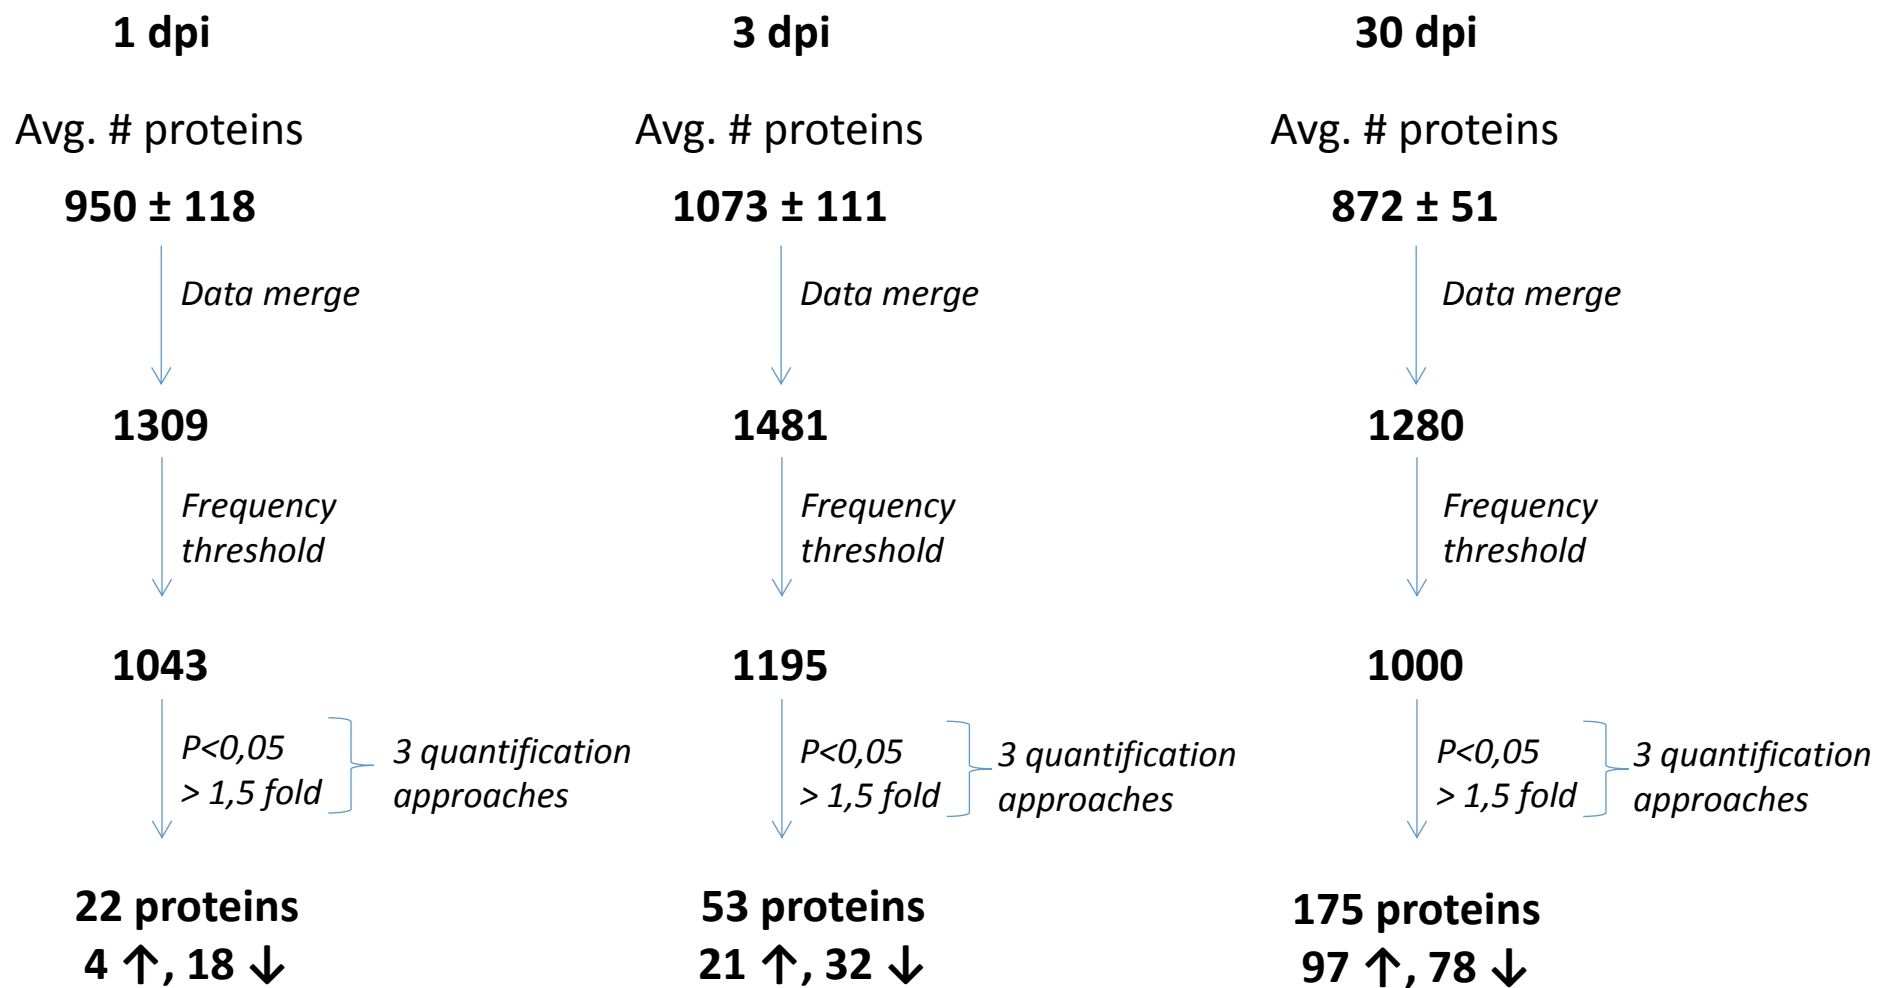 1 dpi
Avg. # proteins
950 ± 118
Data merge
1309
Frequency
threshold
1043
P<0,05
> 1,5 fold
3 quantification
approaches
22 proteins
4 ↑, 18 ↓
3 dpi
Avg. # proteins
1073 ± 111
Data merge
1481
Frequency
threshold
1195
P<0,05
> 1,5 fold
3 quantification
approaches
53 proteins
21 ↑, 32 ↓
30 dpi
Avg. # proteins
872 ± 51
Data merge
1280
Frequency
threshold
1000
P<0,05
> 1,5 fold
3 quantification
approaches
175 proteins
97 ↑, 78 ↓